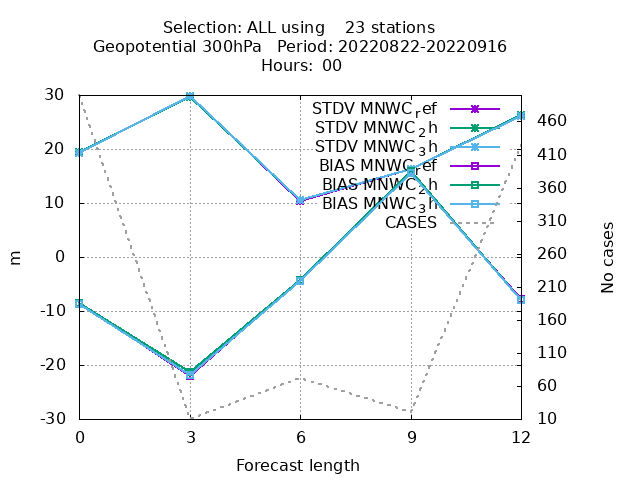 Selection: ALL using    23 stations
Geopotential 300hPa   Period: 20220822-20220916
Hours: 00
30
20
10
0
-10
-20
-30
m
STDV MNWC_ref
STDV MNWC_2h
STDV MNWC_3h
BIAS MNWC_ref
BIAS MNWC_2h
BIAS MNWC_3h
CASES
460
410
360
310
260
210
160
110
60
10
No cases
0 3 6 9 12
Forecast length